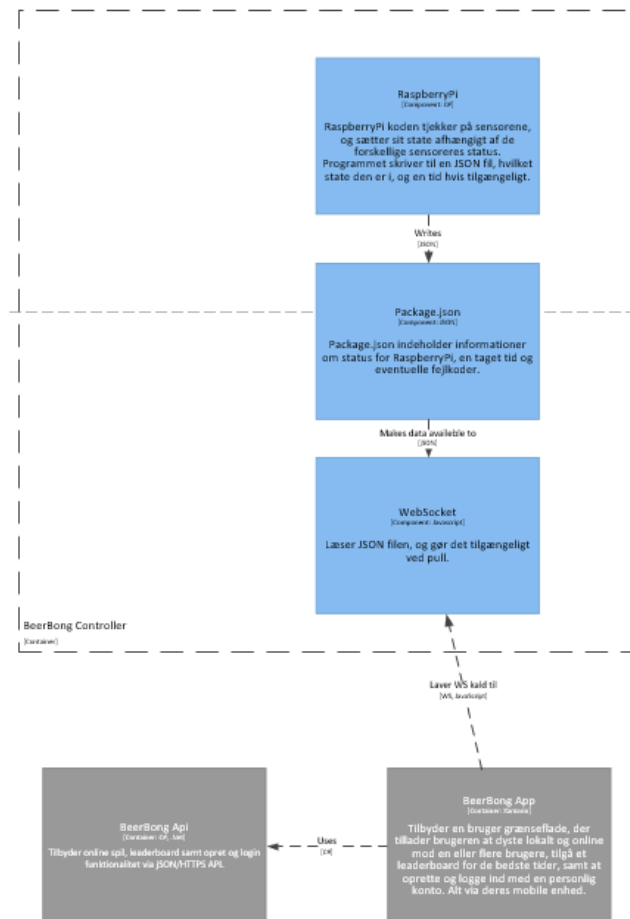 RaspberryPi
[Component: C#]
RaspberryPi koden tjekker på sensorene,
og sætter sit state afhængigt af de
forskellige sensoreres status.
Programmet skriver til en JSON fil, hvilket
state den er i, og en tid hvis tilgængeligt.
Writes
[JSON]
Package.json
[Component: JSON]
Package.json indeholder informationer
om status for RaspberryPi, en taget tid og
eventuelle fejlkoder.
Makes data availeble to
[JSON]
WebSocket
[Component: Javascript]
Læser JSON filen, og gør det tilgængeligt
ved pull.
BeerBong Controller
[Container]
Laver WS kald til
[WS, JavaScript]
BeerBong Api
[Container: C#, .Net]
Tilbyder online spil, leaderboard samt opret og login
funktionalitet via JSON/HTTPS API.
Uses
[C#]
BeerBong App
[Container: Xamarin]
Tilbyder en bruger grænseflade, der
tillader brugeren at dyste lokalt og online
mod en eller flere brugere, tilgå et
leaderboard for de bedste tider, samt at
oprette og logge ind med en personlig
konto. Alt via deres mobile enhed.